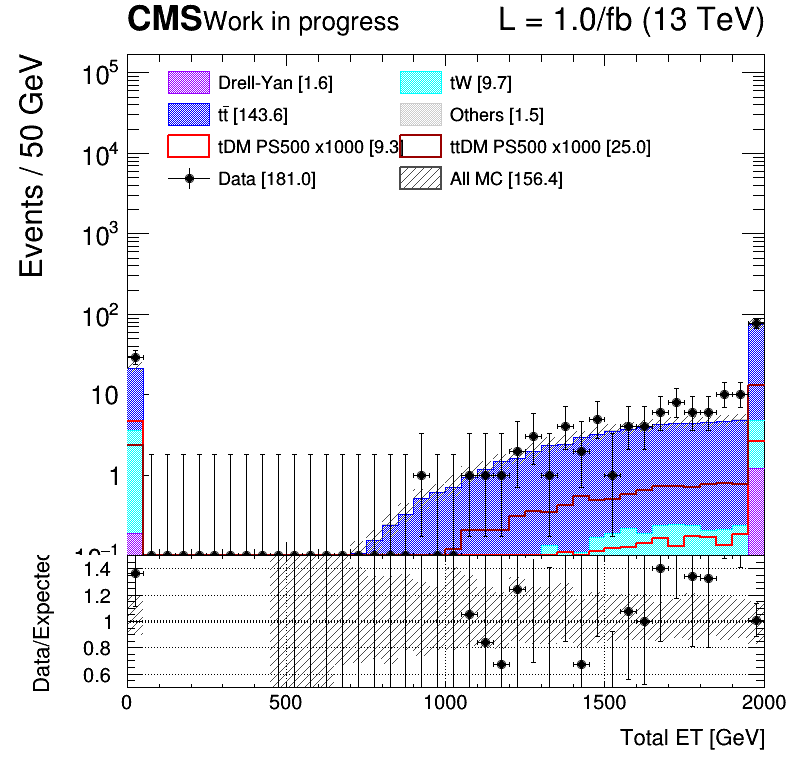 CMS Work in progress L = 1.0/fb (13 TeV)
Events / 50 GeV
10⁵
10⁴
10³
10²
10
1
10⁻¹
Drell-Yan [1.6] tW [9.7]
tt̄ [143.6] Others [1.5]
tDM PS500 x1000 [9.3 ttDM PS500 x1000 [25.0]
Data [181.0] All MC [156.4]
Data/Expected
1.4
1.2
1
0.8
0.6
0 500 1000 1500 2000
Total ET [GeV]